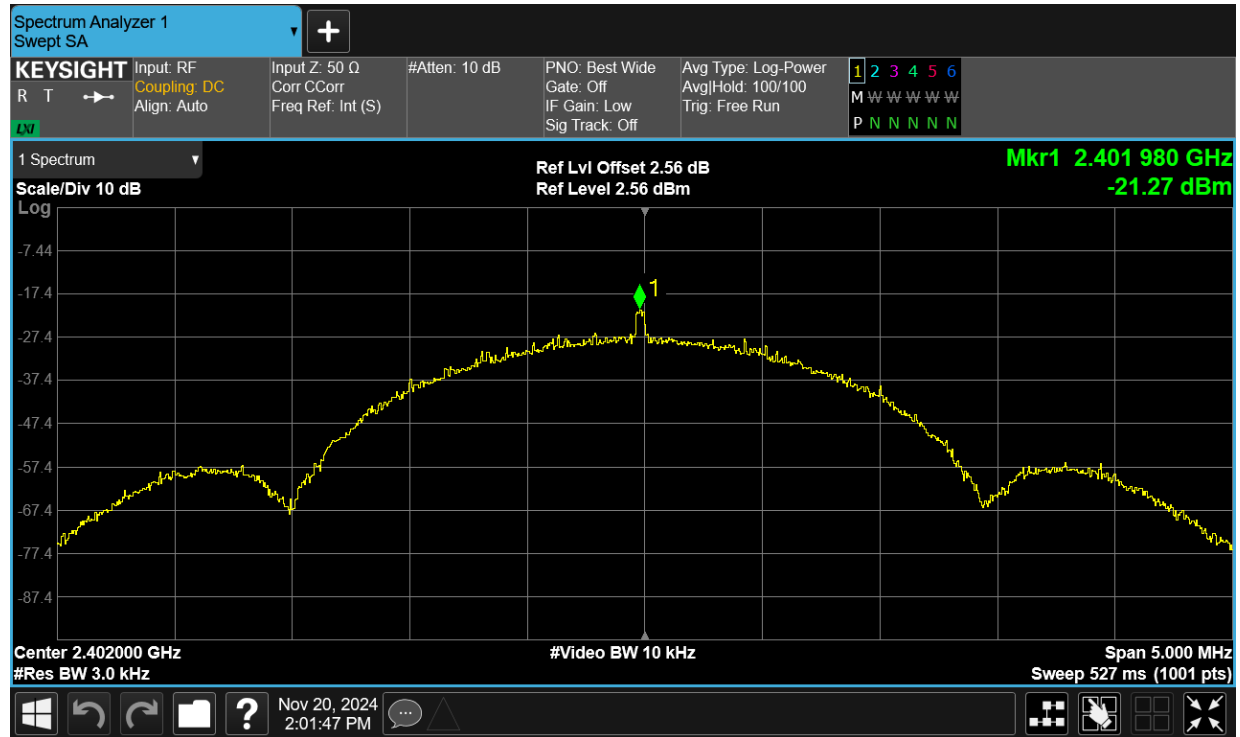 Spectrum Analyzer 1
Swept SA
KEYSIGHT Input: RF Input Z: 50 Ω #Atten: 10 dB PNO: Best Wide Avg Type: Log-Power 1 2 3 4 5 6
R T Coupling: DC Corr CCorr Gate: Off Avg|Hold: 100/100 M W W W W W
Align: Auto Freq Ref: Int (S) IF Gain: Low Trig: Free Run
LXI Sig Track: Off P N N N N N
1 Spectrum Ref Lvl Offset 2.56 dB Mkr1 2.401 980 GHz
Scale/Div 10 dB Ref Level 2.56 dBm -21.27 dBm
Log
-7.44
1
-17.4
-27.4
-37.4
-47.4
-57.4
-67.4
-77.4
-87.4
Center 2.402000 GHz #Video BW 10 kHz Span 5.000 MHz
#Res BW 3.0 kHz Sweep 527 ms (1001 pts)
? Nov 20, 2024
2:01:47 PM